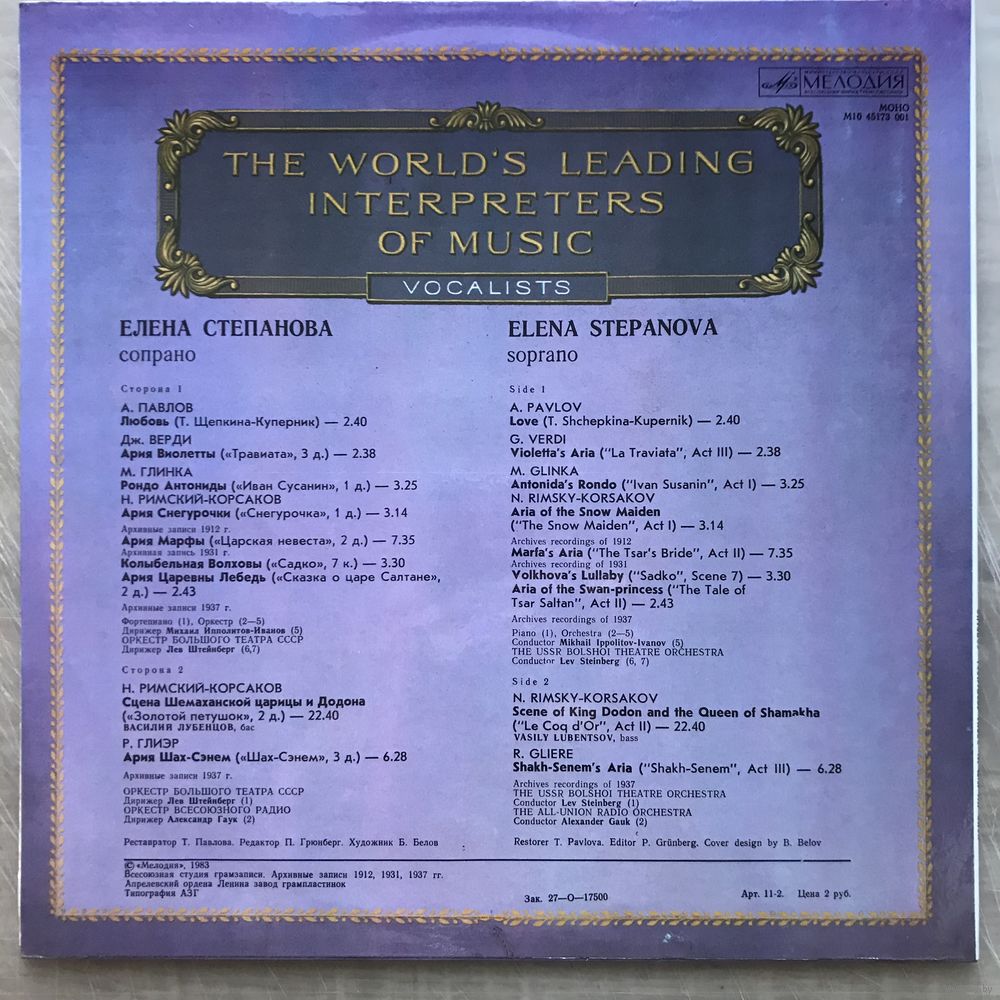 МЕЛОДИЯ
МОНО
М10 45173 001
THE WORLD'S LEADING
INTERPRETERS
OF MUSIC
VOCALISTS
ЕЛЕНА СТЕПАНОВА
сопрано
Сторона 1
А. ПАВЛОВ
Любовь (Т. Щепкина-Куперник) — 2.40
Дж. ВЕРДИ
Ария Виолетты («Травиата», 3 д.) — 2.38
М. ГЛИНКА
Рондо Антониды («Иван Сусанин», 1 д.) — 3.25
Н. РИМСКИЙ-КОРСАКОВ
Ария Снегурочки («Снегурочка», 1 д.) — 3.14
Архивные записи 1912 г.
Ария Марфы («Царская невеста», 2 д.) — 7.35
Архивная запись 1931 г.
Колыбельная Волховы («Садко», 7 к.) — 3.30
Ария Царевны Лебедь («Сказка о царе Салтане»,
2 д.) — 2.43
Архивные записи 1937 г.
Фортепиано (1), Оркестр (2—5)
Дирижер Михаил Ипполитов-Иванов (5)
ОРКЕСТР БОЛЬШОГО ТЕАТРА СССР
Дирижер Лев Штейнберг (6,7)
Сторона 2
Н. РИМСКИЙ-КОРСАКОВ
Сцена Шемаханской царицы и Додона
(«Золотой петушок», 2 д.) — 22.40
ВАСИЛИЙ ЛУБЕНЦОВ, бас
Р. ГЛИЭР
Ария Шах-Сэнем («Шах-Сэнем», 3 д.) — 6.28
Архивные записи 1937 г.
ОРКЕСТР БОЛЬШОГО ТЕАТРА СССР
Дирижер Лев Штейнберг (1)
ОРКЕСТР ВСЕСОЮЗНОГО РАДИО
Дирижер Александр Гаук (2)
Реставратор Т. Павлова. Редактор П. Грюнберг. Художник Б. Белов
ELENA STEPANOVA
soprano
Side 1
A. PAVLOV
Love (T. Shchepkina-Kupernik) — 2.40
G. VERDI
Violetta's Aria ("La Traviata", Act III) — 2.38
M. GLINKA
Antonida's Rondo ("Ivan Susanin", Act I) — 3.25
N. RIMSKY-KORSAKOV
Aria of the Snow Maiden
("The Snow Maiden", Act I) — 3.14
Archives recordings of 1912
Marfa's Aria ("The Tsar's Bride", Act II) — 7.35
Archives recording of 1931
Volkhova's Lullaby ("Sadko", Scene 7) — 3.30
Aria of the Swan-princess ("The Tale of
Tsar Saltan", Act II) — 2.43
Archives recordings of 1937
Piano (1), Orchestra (2—5)
Conductor Mikhail Ippolitov-Ivanov (5)
THE USSR BOLSHOI THEATRE ORCHESTRA
Conductor Lev Steinberg (6, 7)
Side 2
N. RIMSKY-KORSAKOV
Scene of King Dodon and the Queen of Shamakha
("Le Coq d'Or", Act II) — 22.40
VASILY LUBENTSOV, bass
R. GLIERE
Shakh-Senem's Aria ("Shakh-Senem", Act III) — 6.28
Archives recordings of 1937
THE USSR BOLSHOI THEATRE ORCHESTRA
Conductor Lev Steinberg (1)
THE ALL-UNION RADIO ORCHESTRA
Conductor Alexander Gauk (2)
Restorer T. Pavlova. Editor P. Grünberg. Cover design by B. Belov
© «Мелодия», 1983
Всесоюзная студия грамзаписи. Архивные записи 1912, 1931, 1937 гг.
Апрелевский ордена Ленина завод грампластинок
Типография АЗГ
Зак. 27—О—17500
Арт. 11-2. Цена 2 руб.